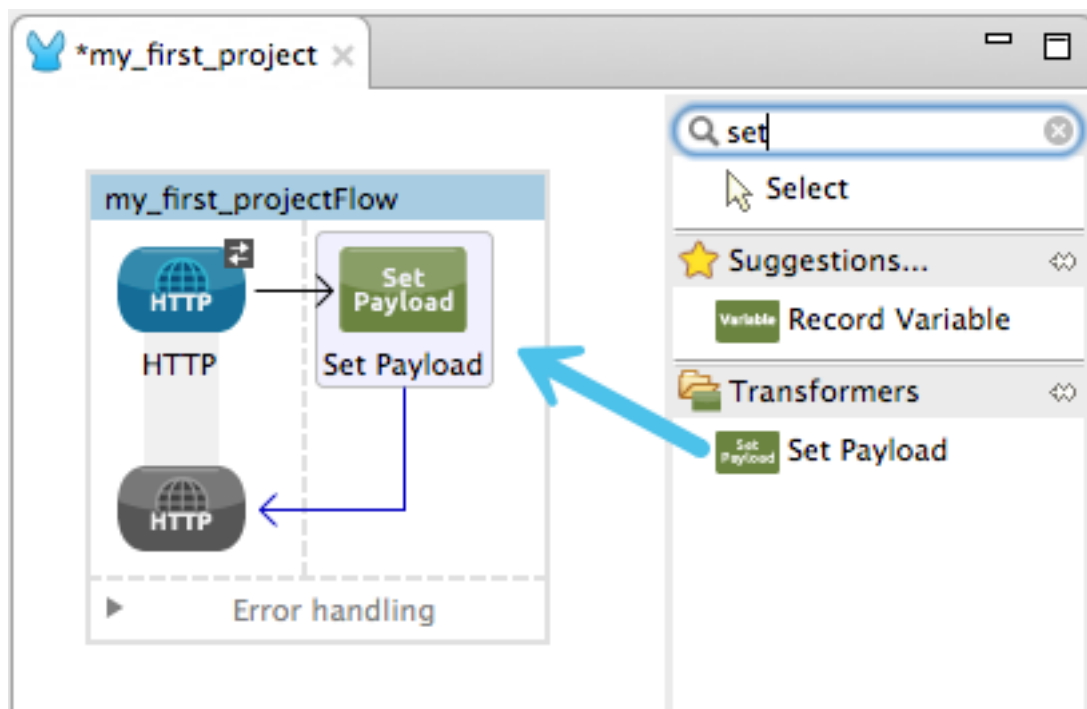 *my_first_project
set
Select
my_first_projectFlow
Suggestions...
HTTP
Set
Payload
Variable
Record Variable
HTTP
Set Payload
Transformers
Set
Payload
Set Payload
HTTP
Error handling